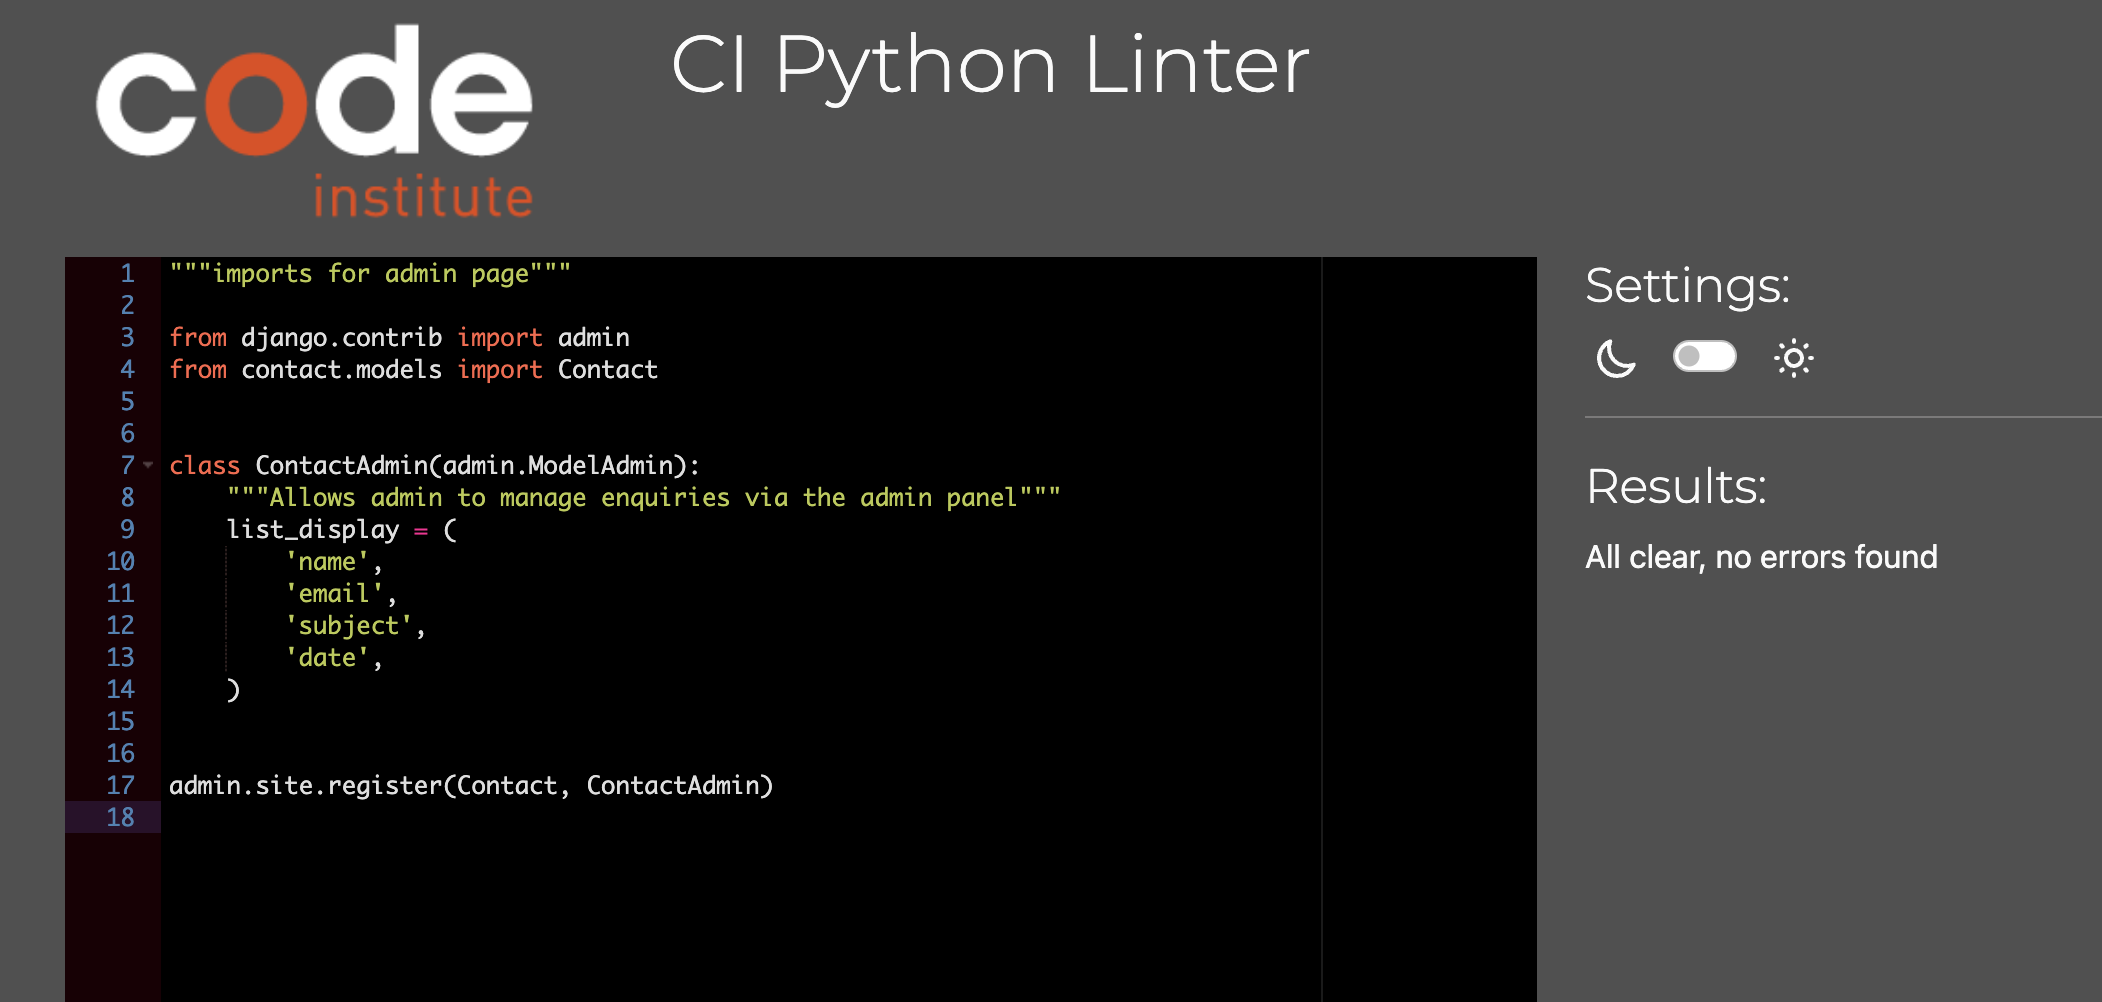 code
institute
CI Python Linter
1 """imports for admin page"""
2
3 from django.contrib import admin
4 from contact.models import Contact
5
6
7 class ContactAdmin(admin.ModelAdmin):
8     """Allows admin to manage enquiries via the admin panel"""
9     list_display = (
10         'name',
11         'email',
12         'subject',
13         'date',
14     )
15
16
17 admin.site.register(Contact, ContactAdmin)
18
Settings:
Results:
All clear, no errors found